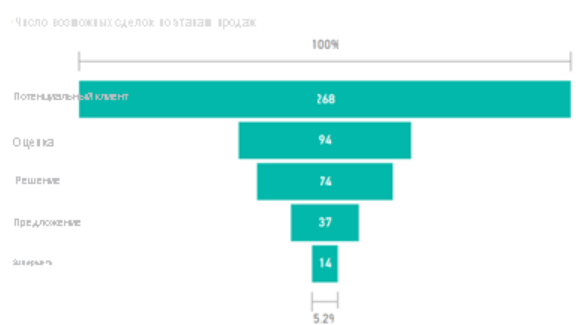 Число возможных сделок по этапам продаж
100%
Потенциальный клиент
268
Оценка
94
Решение
74
Предложение
37
14
5.2%